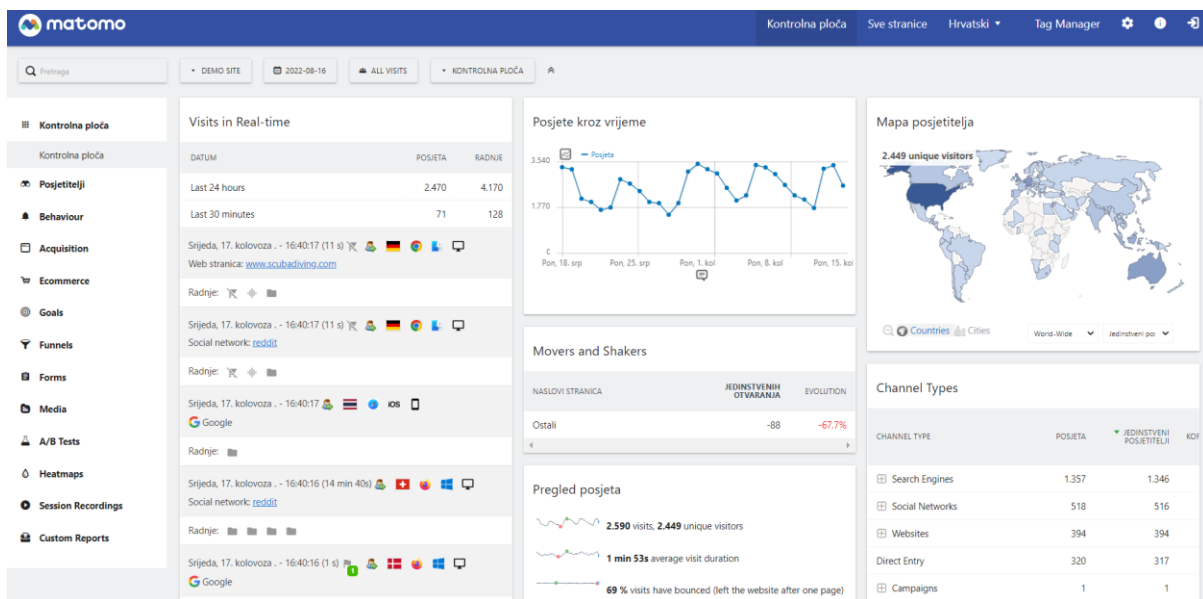 matomo
Kontrolna ploča
Sve stranice
Hrvatski
Tag Manager
Pretraga
DEMO SITE
2022-08-16
ALL VISITS
KONTROLNA PLOČA
Kontrolna ploča
Kontrolna ploča
Posjetitelji
Behaviour
Acquisition
Ecommerce
Goals
Funnels
Forms
Media
A/B Tests
Heatmaps
Session Recordings
Custom Reports
Visits in Real-time
DATUM POSJETA RADNJE
Last 24 hours 2.470 4.170
Last 30 minutes 71 128
Srijeda, 17. kolovoza . - 16:40:17 (11 s)
Web stranica: www.scubadiving.com
Radnje:
Srijeda, 17. kolovoza . - 16:40:17 (11 s)
Social network: reddit
Radnje:
Srijeda, 17. kolovoza . - 16:40:17 iOS
Google
Radnje:
Srijeda, 17. kolovoza . - 16:40:16 (14 min 40s)
Social network: reddit
Radnje:
Srijeda, 17. kolovoza . - 16:40:16 (1 s) 1
Google
Posjete kroz vrijeme
Posjeta
3.540
1.770
0
Pon, 18. srp Pon, 25. srp Pon, 1. kol Pon, 8. kol Pon, 15. kol
Movers and Shakers
NASLOVI STRANICA JEDINSTVENIH OTVARANJA EVOLUTION
Ostali -88 -67.7%
Pregled posjeta
2.590 visits, 2.449 unique visitors
1 min 53s average visit duration
69 % visits have bounced (left the website after one page)
Mapa posjetitelja
2.449 unique visitors
Countries Cities World-Wide Jedinstveni pos
Channel Types
CHANNEL TYPE POSJETA JEDINSTVENI POSJETITELJI KOR
Search Engines 1.357 1.346
Social Networks 518 516
Websites 394 394
Direct Entry 320 317
Campaigns 1 1